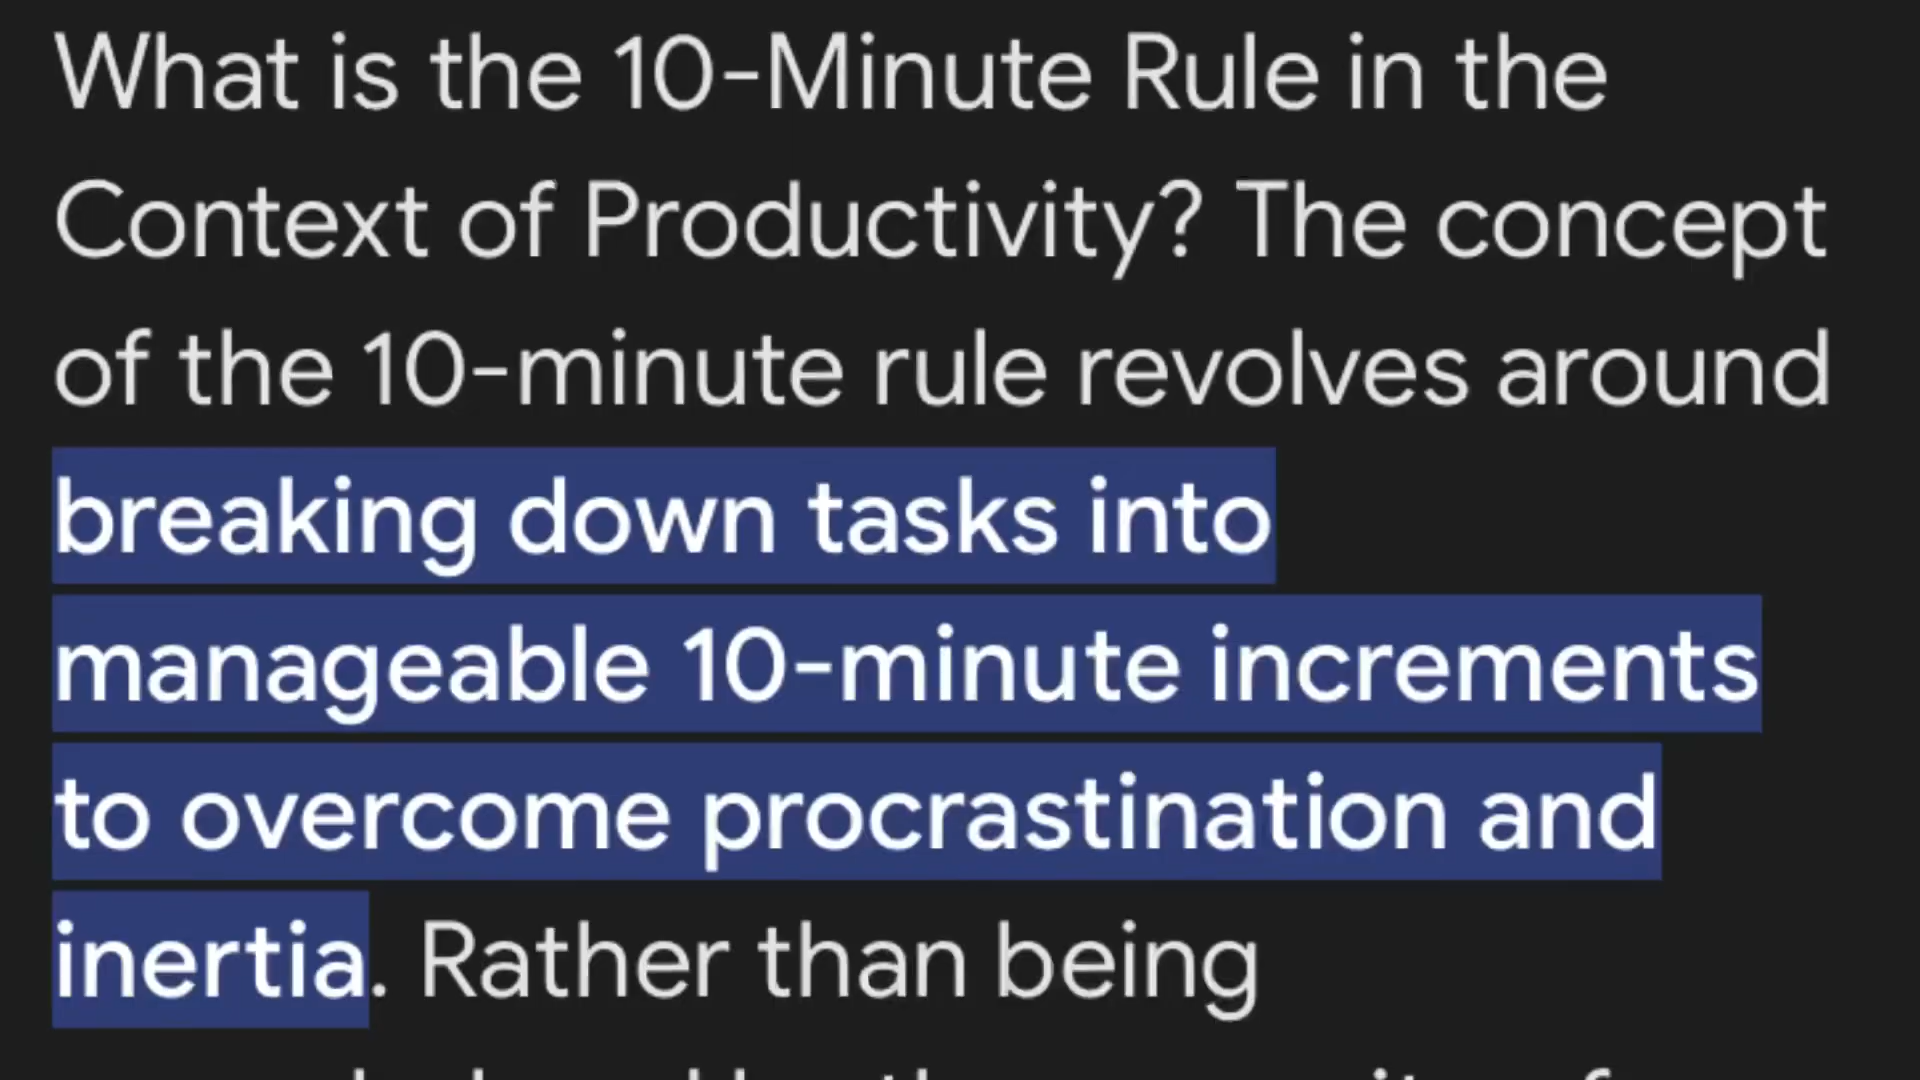 What is the 10-Minute Rule in the
Context of Productivity? The concept
of the 10-minute rule revolves around
breaking down tasks into
manageable 10-minute increments
to overcome procrastination and
inertia. Rather than being